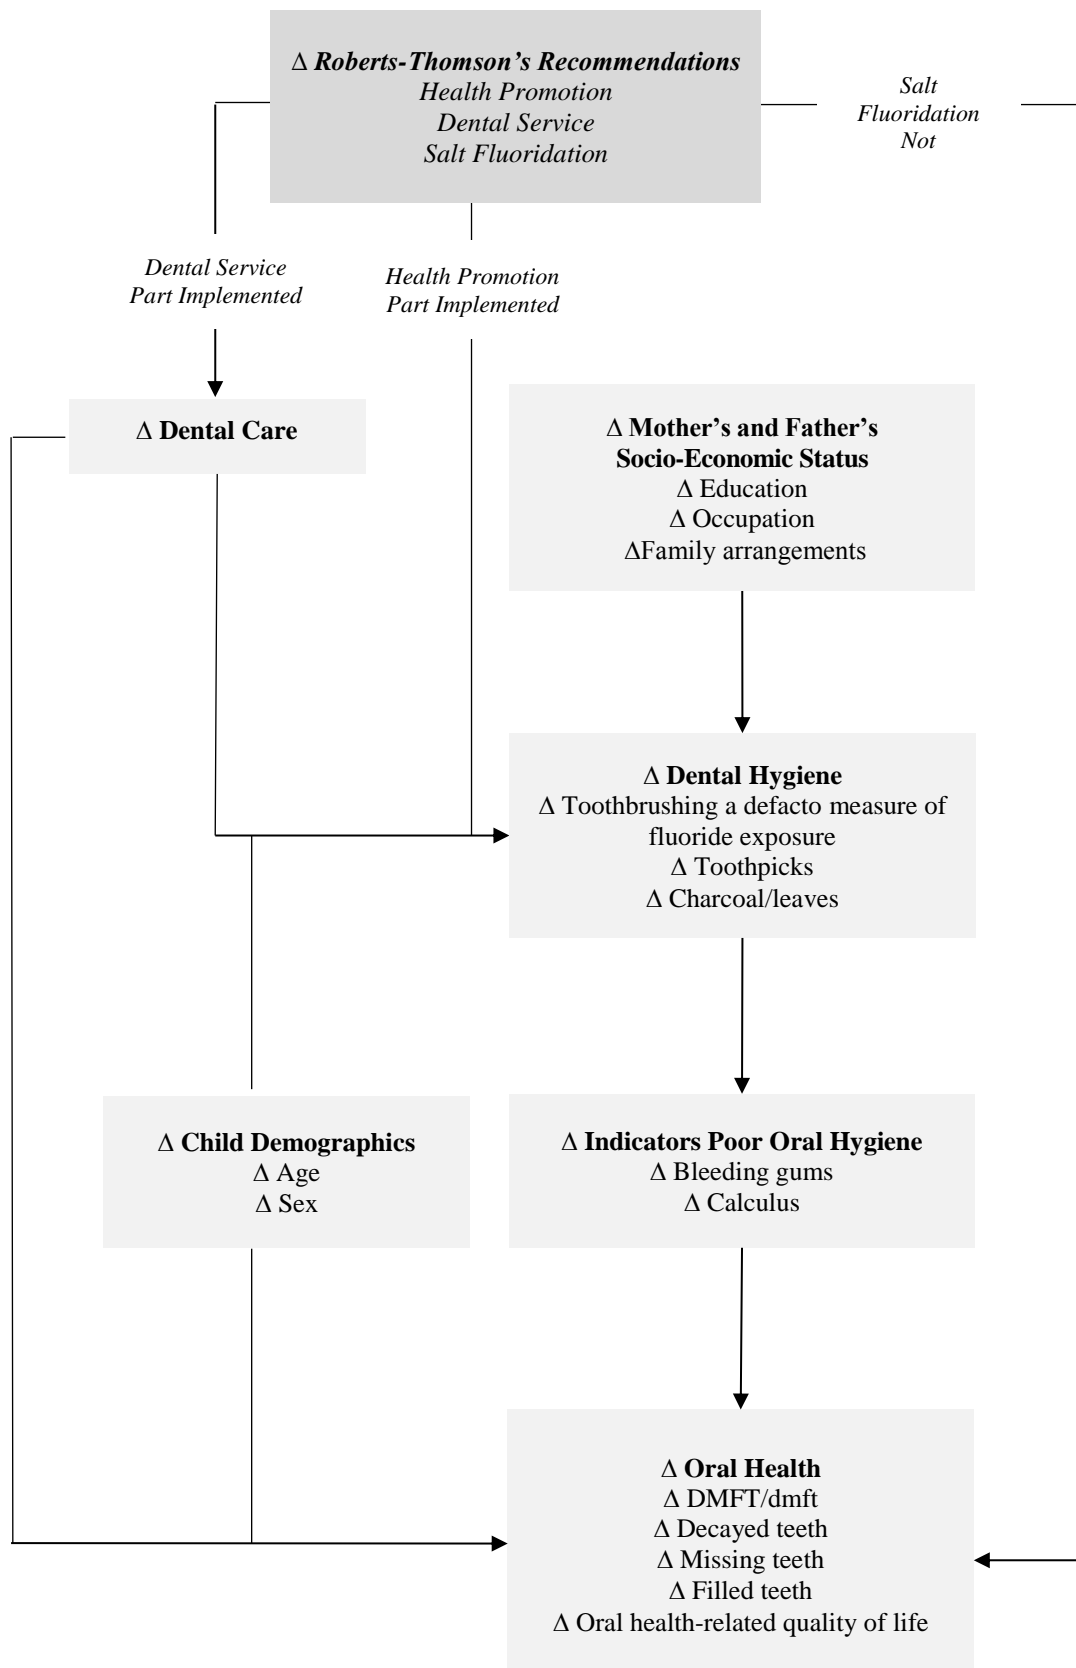 Δ Roberts-Thomson’s Recommendations
Health Promotion
Dental Service
Salt Fluoridation
Salt
Fluoridation
Not
Dental Service
Part Implemented
Health Promotion
Part Implemented
Δ Dental Care
Δ Mother’s and Father’s
Socio-Economic Status
Δ Education
Δ Occupation
ΔFamily arrangements
Δ Dental Hygiene
Δ Toothbrushing a defacto measure of
fluoride exposure
Δ Toothpicks
Δ Charcoal/leaves
Δ Child Demographics
Δ Age
Δ Sex
Δ Indicators Poor Oral Hygiene
Δ Bleeding gums
Δ Calculus
Δ Oral Health
Δ DMFT/dmft
Δ Decayed teeth
Δ Missing teeth
Δ Filled teeth
Δ Oral health-related quality of life